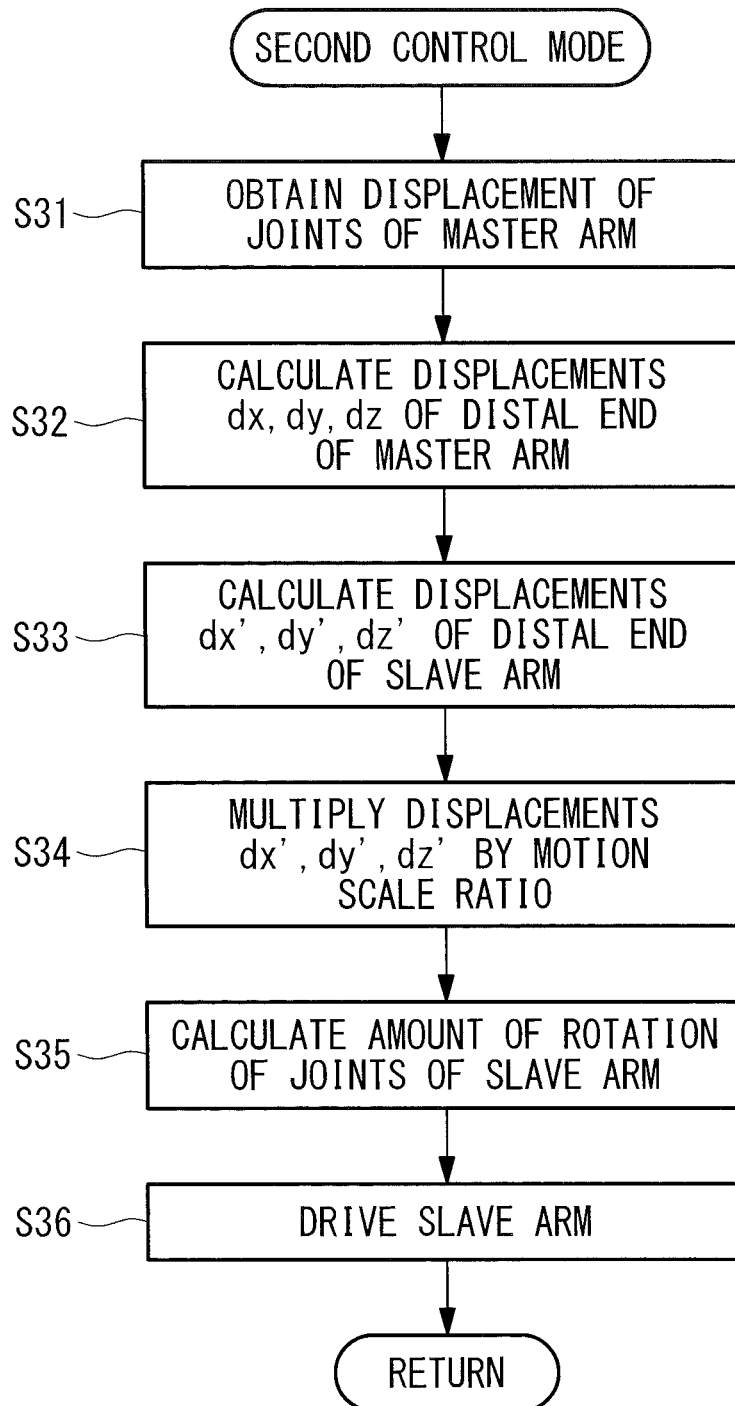 SECOND CONTROL MODE
S31
OBTAIN DISPLACEMENT OF
JOINTS OF MASTER ARM
S32
CALCULATE DISPLACEMENTS
dx, dy, dz OF DISTAL END
OF MASTER ARM
S33
CALCULATE DISPLACEMENTS
dx', dy', dz' OF DISTAL END
OF SLAVE ARM
S34
MULTIPLY DISPLACEMENTS
dx', dy', dz' BY MOTION
SCALE RATIO
S35
CALCULATE AMOUNT OF ROTATION
OF JOINTS OF SLAVE ARM
S36
DRIVE SLAVE ARM
RETURN